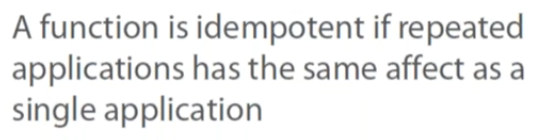 A function is idempotent if repeated
applications has the same affect as a
single application